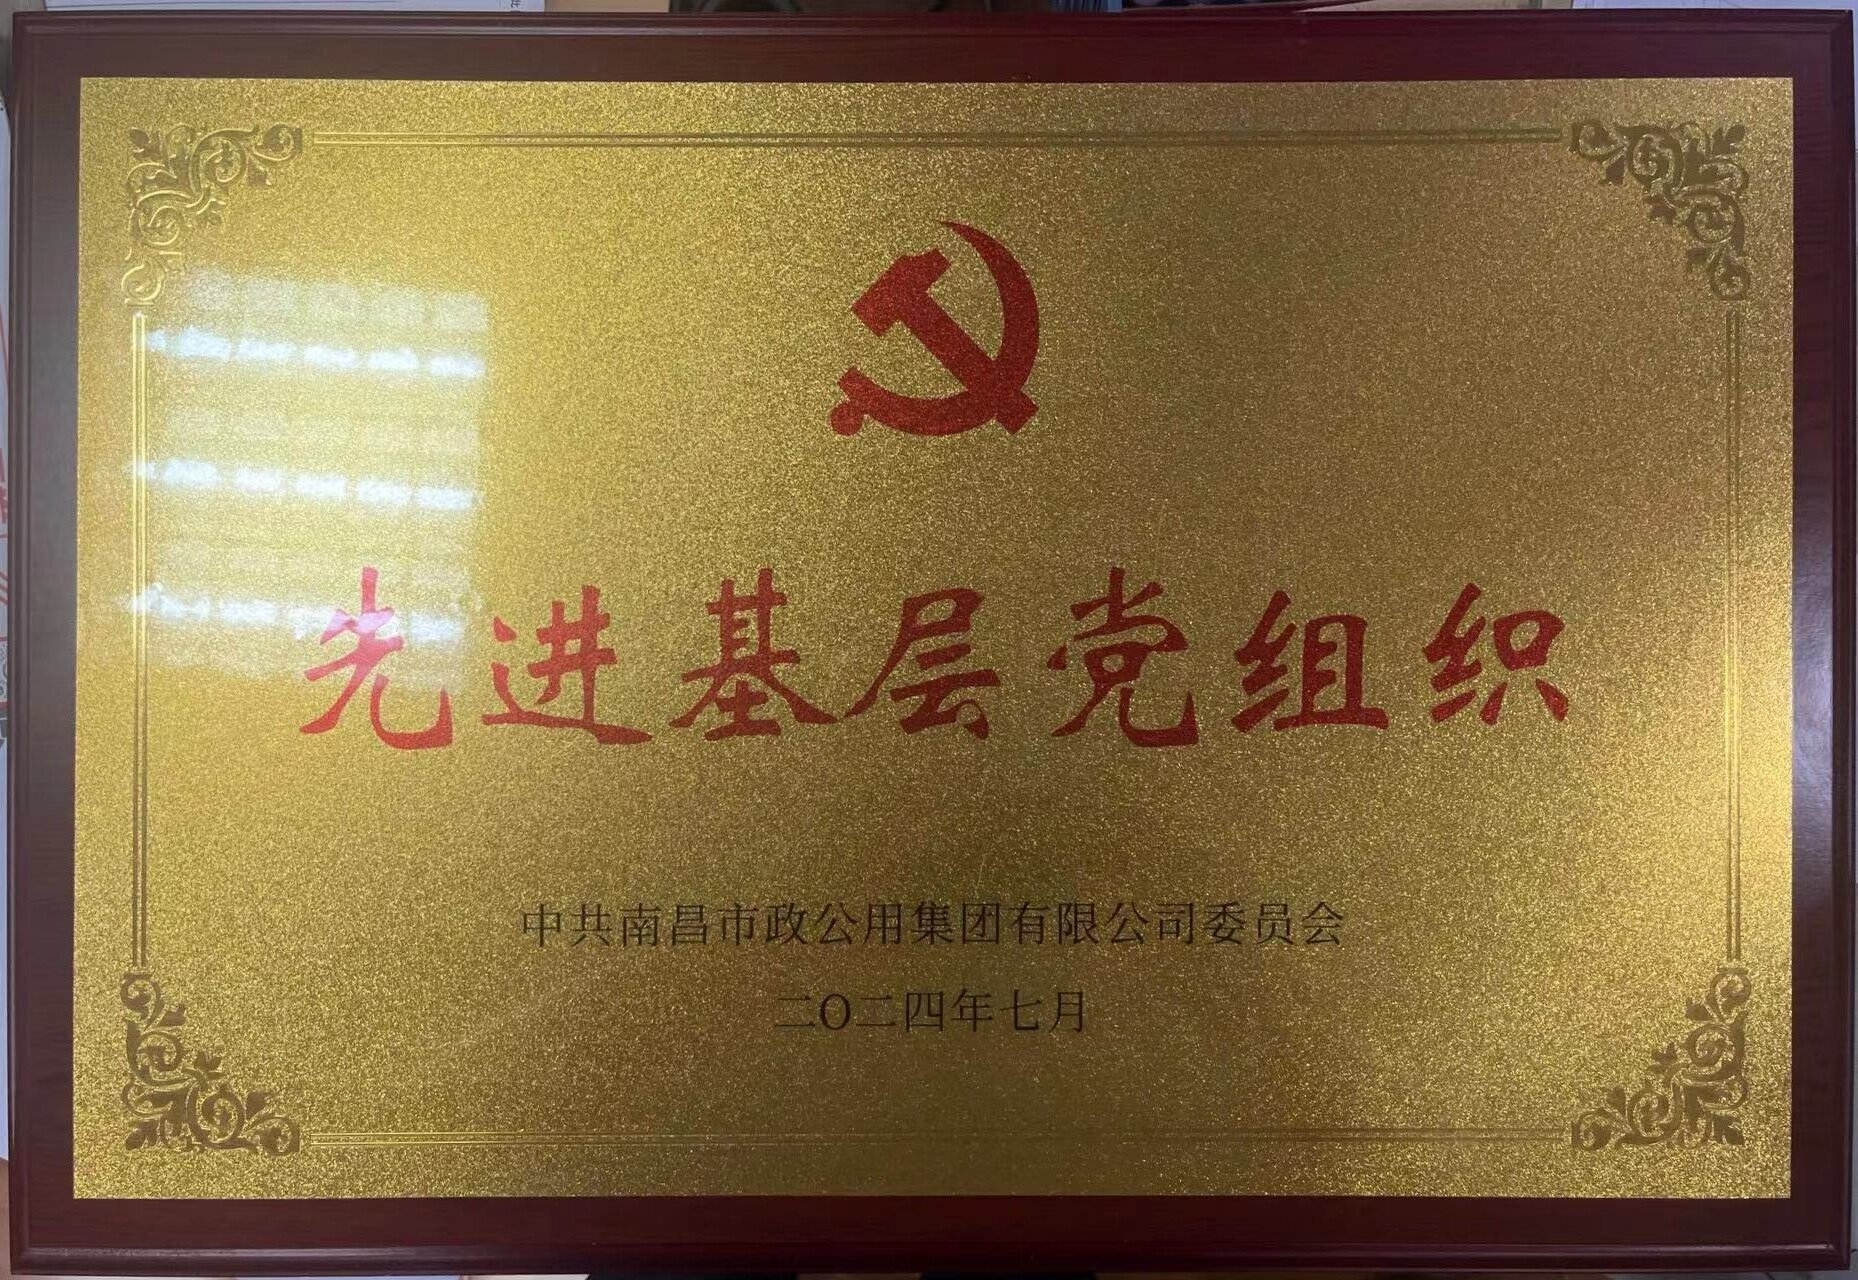 先进基层党组织
中共南昌市政公用集团有限公司委员会
二O二四年七月